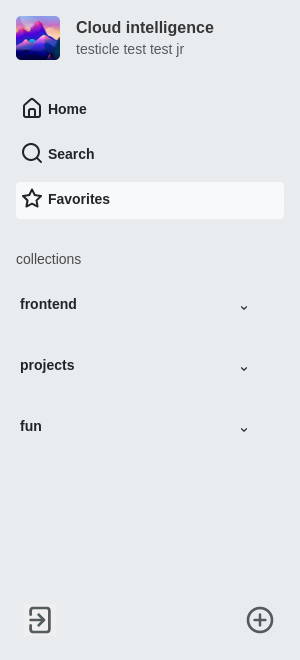 Cloud intelligence
testicle test test jr
Home
Search
Favorites
collections
frontend
projects
fun